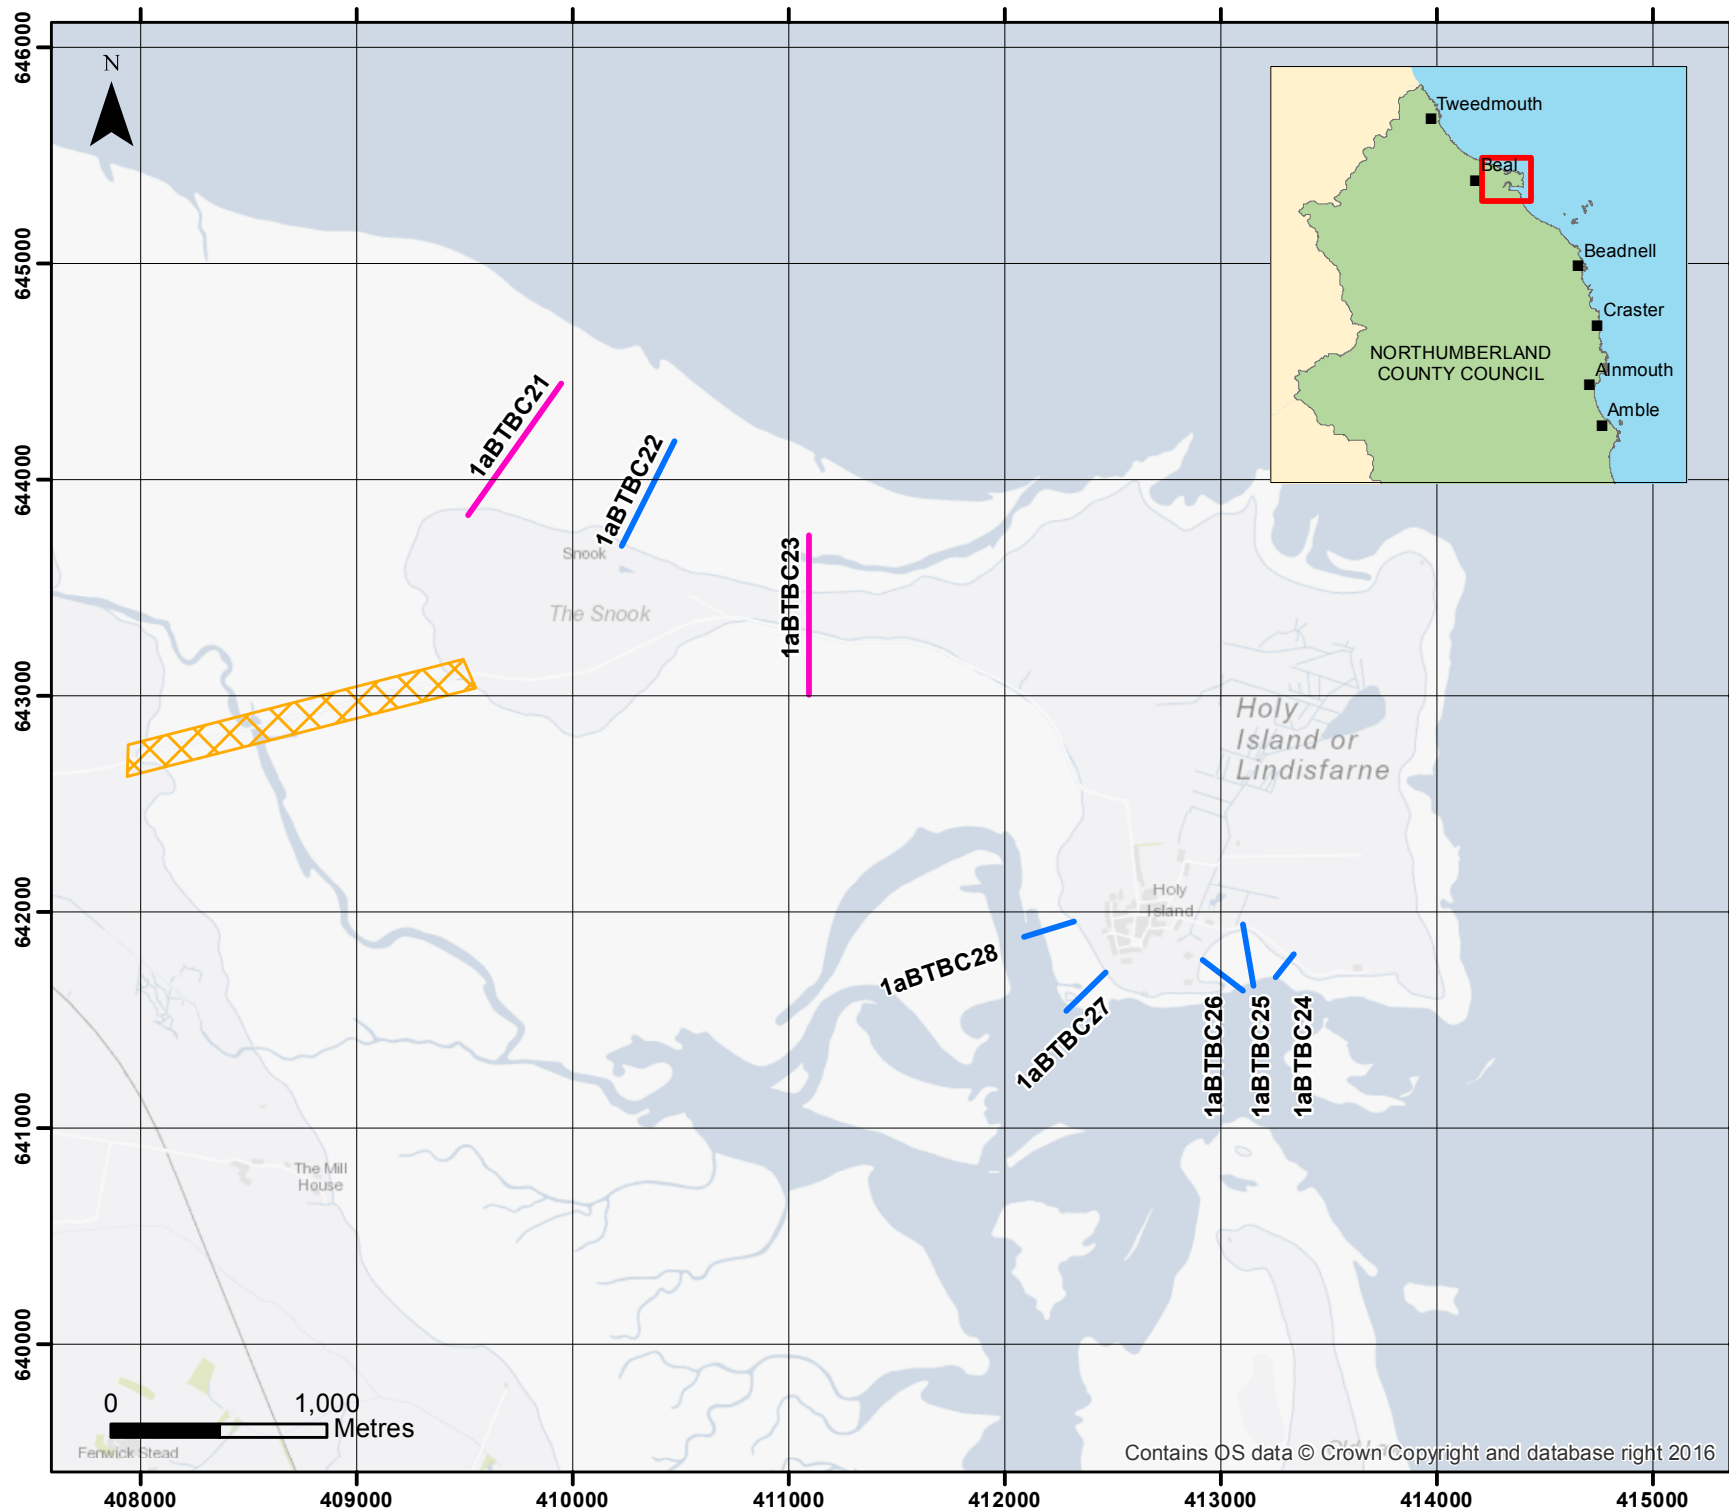 N
646000
645000
644000
643000
642000
641000
640000
Tweedmouth
Beal
Beadnell
Craster
Alnmouth
Amble
NORTHUMBERLAND
COUNTY COUNCIL
1aBTBC21
1aBTBC22
1aBTBC23
Snook
The Snook
Holy
Island or
Lindisfarne
Holy
Island
1aBTBC28
1aBTBC27
1aBTBC26
1aBTBC25
1aBTBC24
The Mill
House
0 1,000
Metres
Fenwick Stead
Contains OS data © Crown Copyright and database right 2016
408000 409000 410000 411000 412000 413000 414000 415000